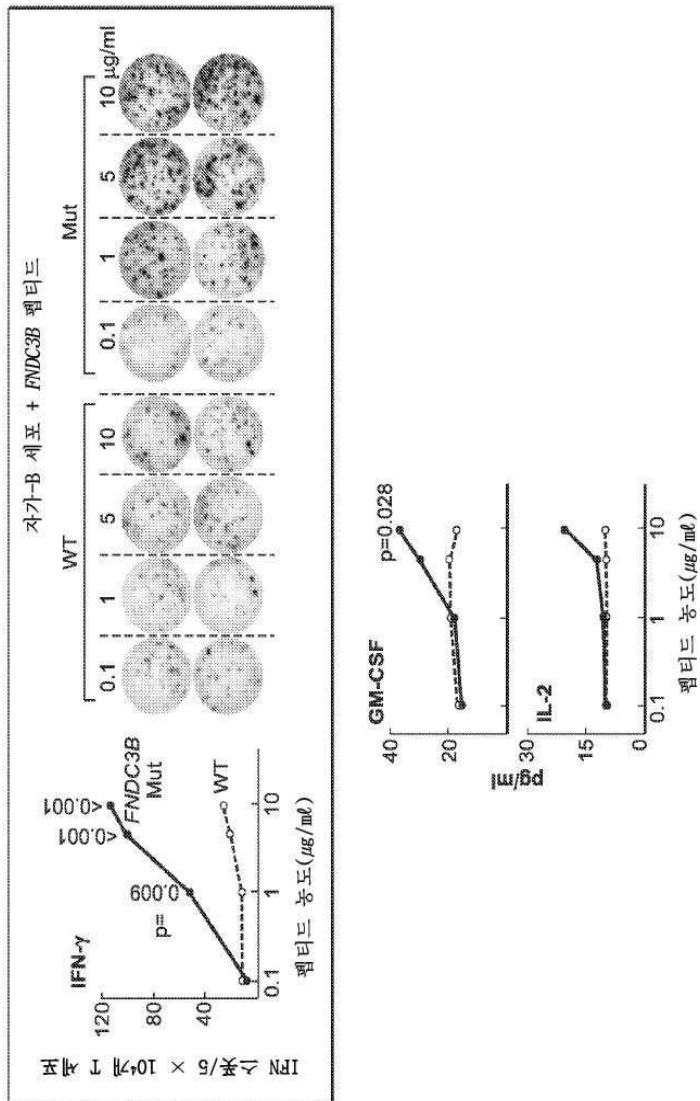 자가-B 세포 + FNDC3B 펩티드
WT
Mut
0.1
1
5
10
0.1
1
5
10 μg/ml
IFN-γ
IFN 스폿/5 × 10⁴개 T 세포
120
80
40
p=
0.009
<0.001
<0.001
FNDC3B
Mut
WT
0.1
1
10
펩티드 농도(μg/㎖)
GM-CSF
p=0.028
40
20
pg/ml
IL-2
30
15
0
0.1
1
10
펩티드 농도(μg/㎖)